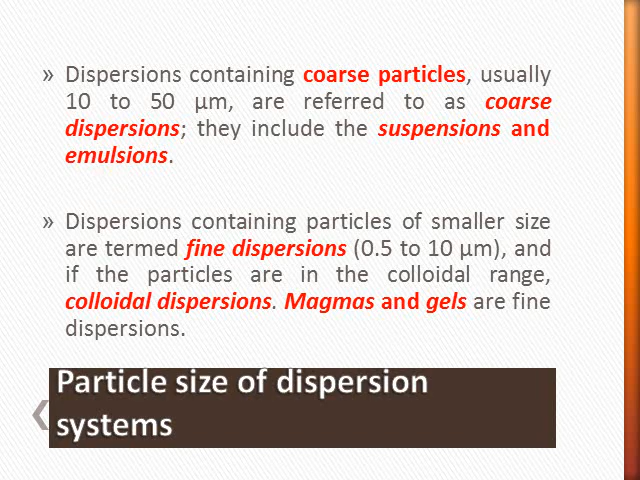 » Dispersions containing coarse particles, usually
10 to 50 μm, are referred to as coarse
dispersions; they include the suspensions and
emulsions.
» Dispersions containing particles of smaller size
are termed fine dispersions (0.5 to 10 μm), and
if the particles are in the colloidal range,
colloidal dispersions. Magmas and gels are fine
dispersions.
Particle size of dispersion
systems